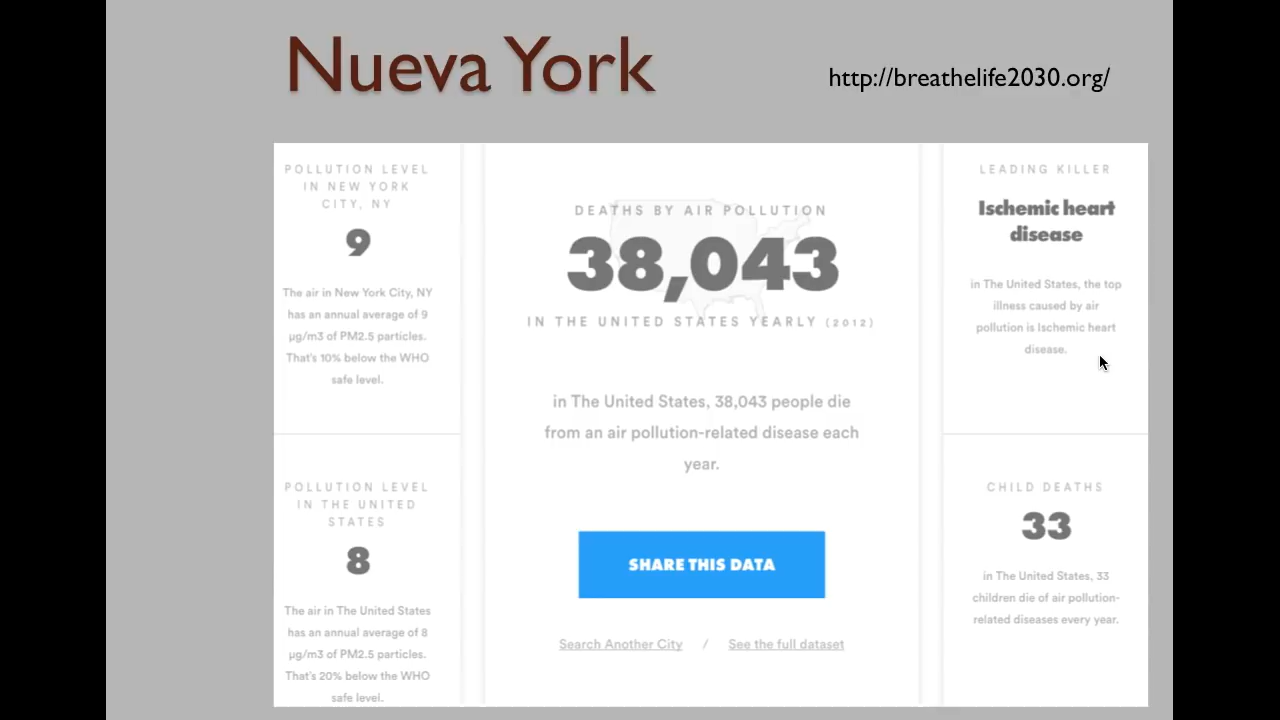 Nueva York
http://breathelife2030.org/
POLLUTION LEVEL
IN NEW YORK
CITY, NY
9
The air in New York City, NY
has an annual average of 9
µg/m3 of PM2.5 particles.
That's 10% below the WHO
safe level.
POLLUTION LEVEL
IN THE UNITED
STATES
8
The air in The United States
has an annual average of 8
µg/m3 of PM2.5 particles.
That's 20% below the WHO
safe level.
DEATHS BY AIR POLLUTION
38,043
IN THE UNITED STATES YEARLY (2012)
in The United States, 38,043 people die
from an air pollution-related disease each
year.
SHARE THIS DATA
Search Another City / See the full dataset
LEADING KILLER
Ischemic heart
disease
in The United States, the top
illness caused by air
pollution is Ischemic heart
disease.
CHILD DEATHS
33
in The United States, 33
children die of air pollution-
related diseases every year.